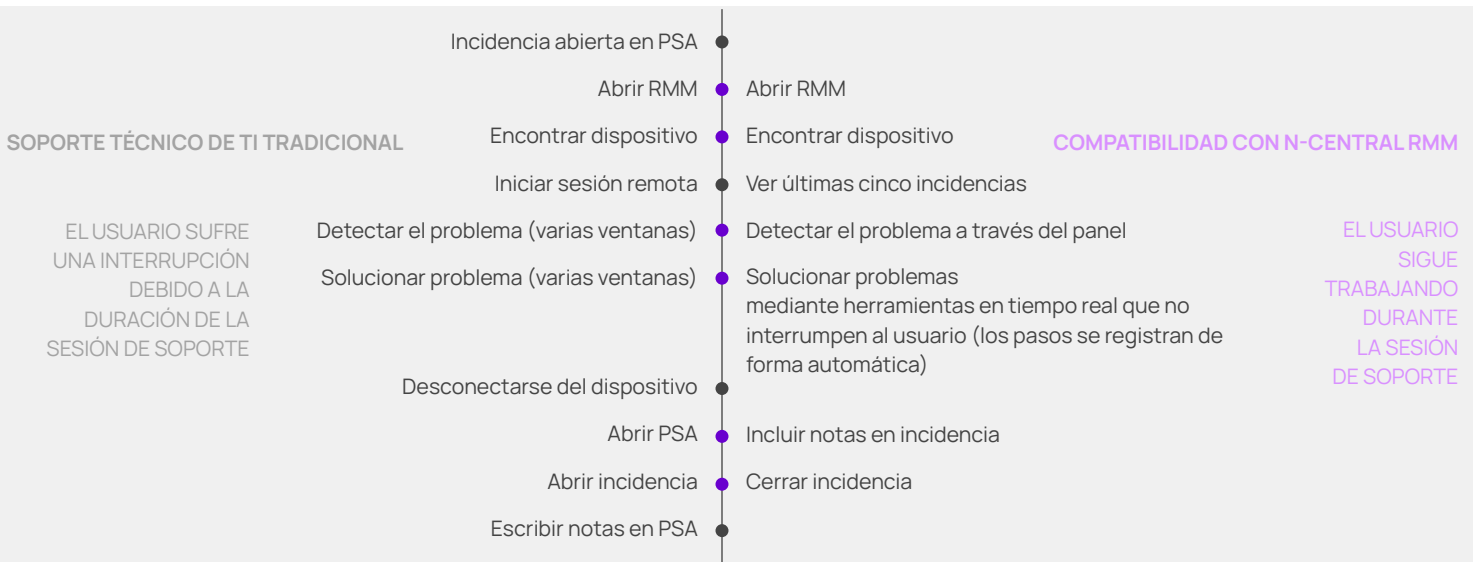 Incidencia abierta en PSA
Abrir RMM
Abrir RMM
SOPORTE TÉCNICO DE TI TRADICIONAL
Encontrar dispositivo
Encontrar dispositivo
COMPATIBILIDAD CON N-CENTRAL RMM
Iniciar sesión remota
Ver últimas cinco incidencias
EL USUARIO SUFRE
UNA INTERRUPCIÓN
DEBIDO A LA
DURACIÓN DE LA
SESIÓN DE SOPORTE
Detectar el problema (varias ventanas)
Detectar el problema a través del panel
Solucionar problema (varias ventanas)
Solucionar problemas
mediante herramientas en tiempo real que no
interrumpen al usuario (los pasos se registran de
forma automática)
EL USUARIO
SIGUE
TRABAJANDO
DURANTE
LA SESIÓN
DE SOPORTE
Desconectarse del dispositivo
Abrir PSA
Incluir notas en incidencia
Abrir incidencia
Cerrar incidencia
Escribir notas en PSA